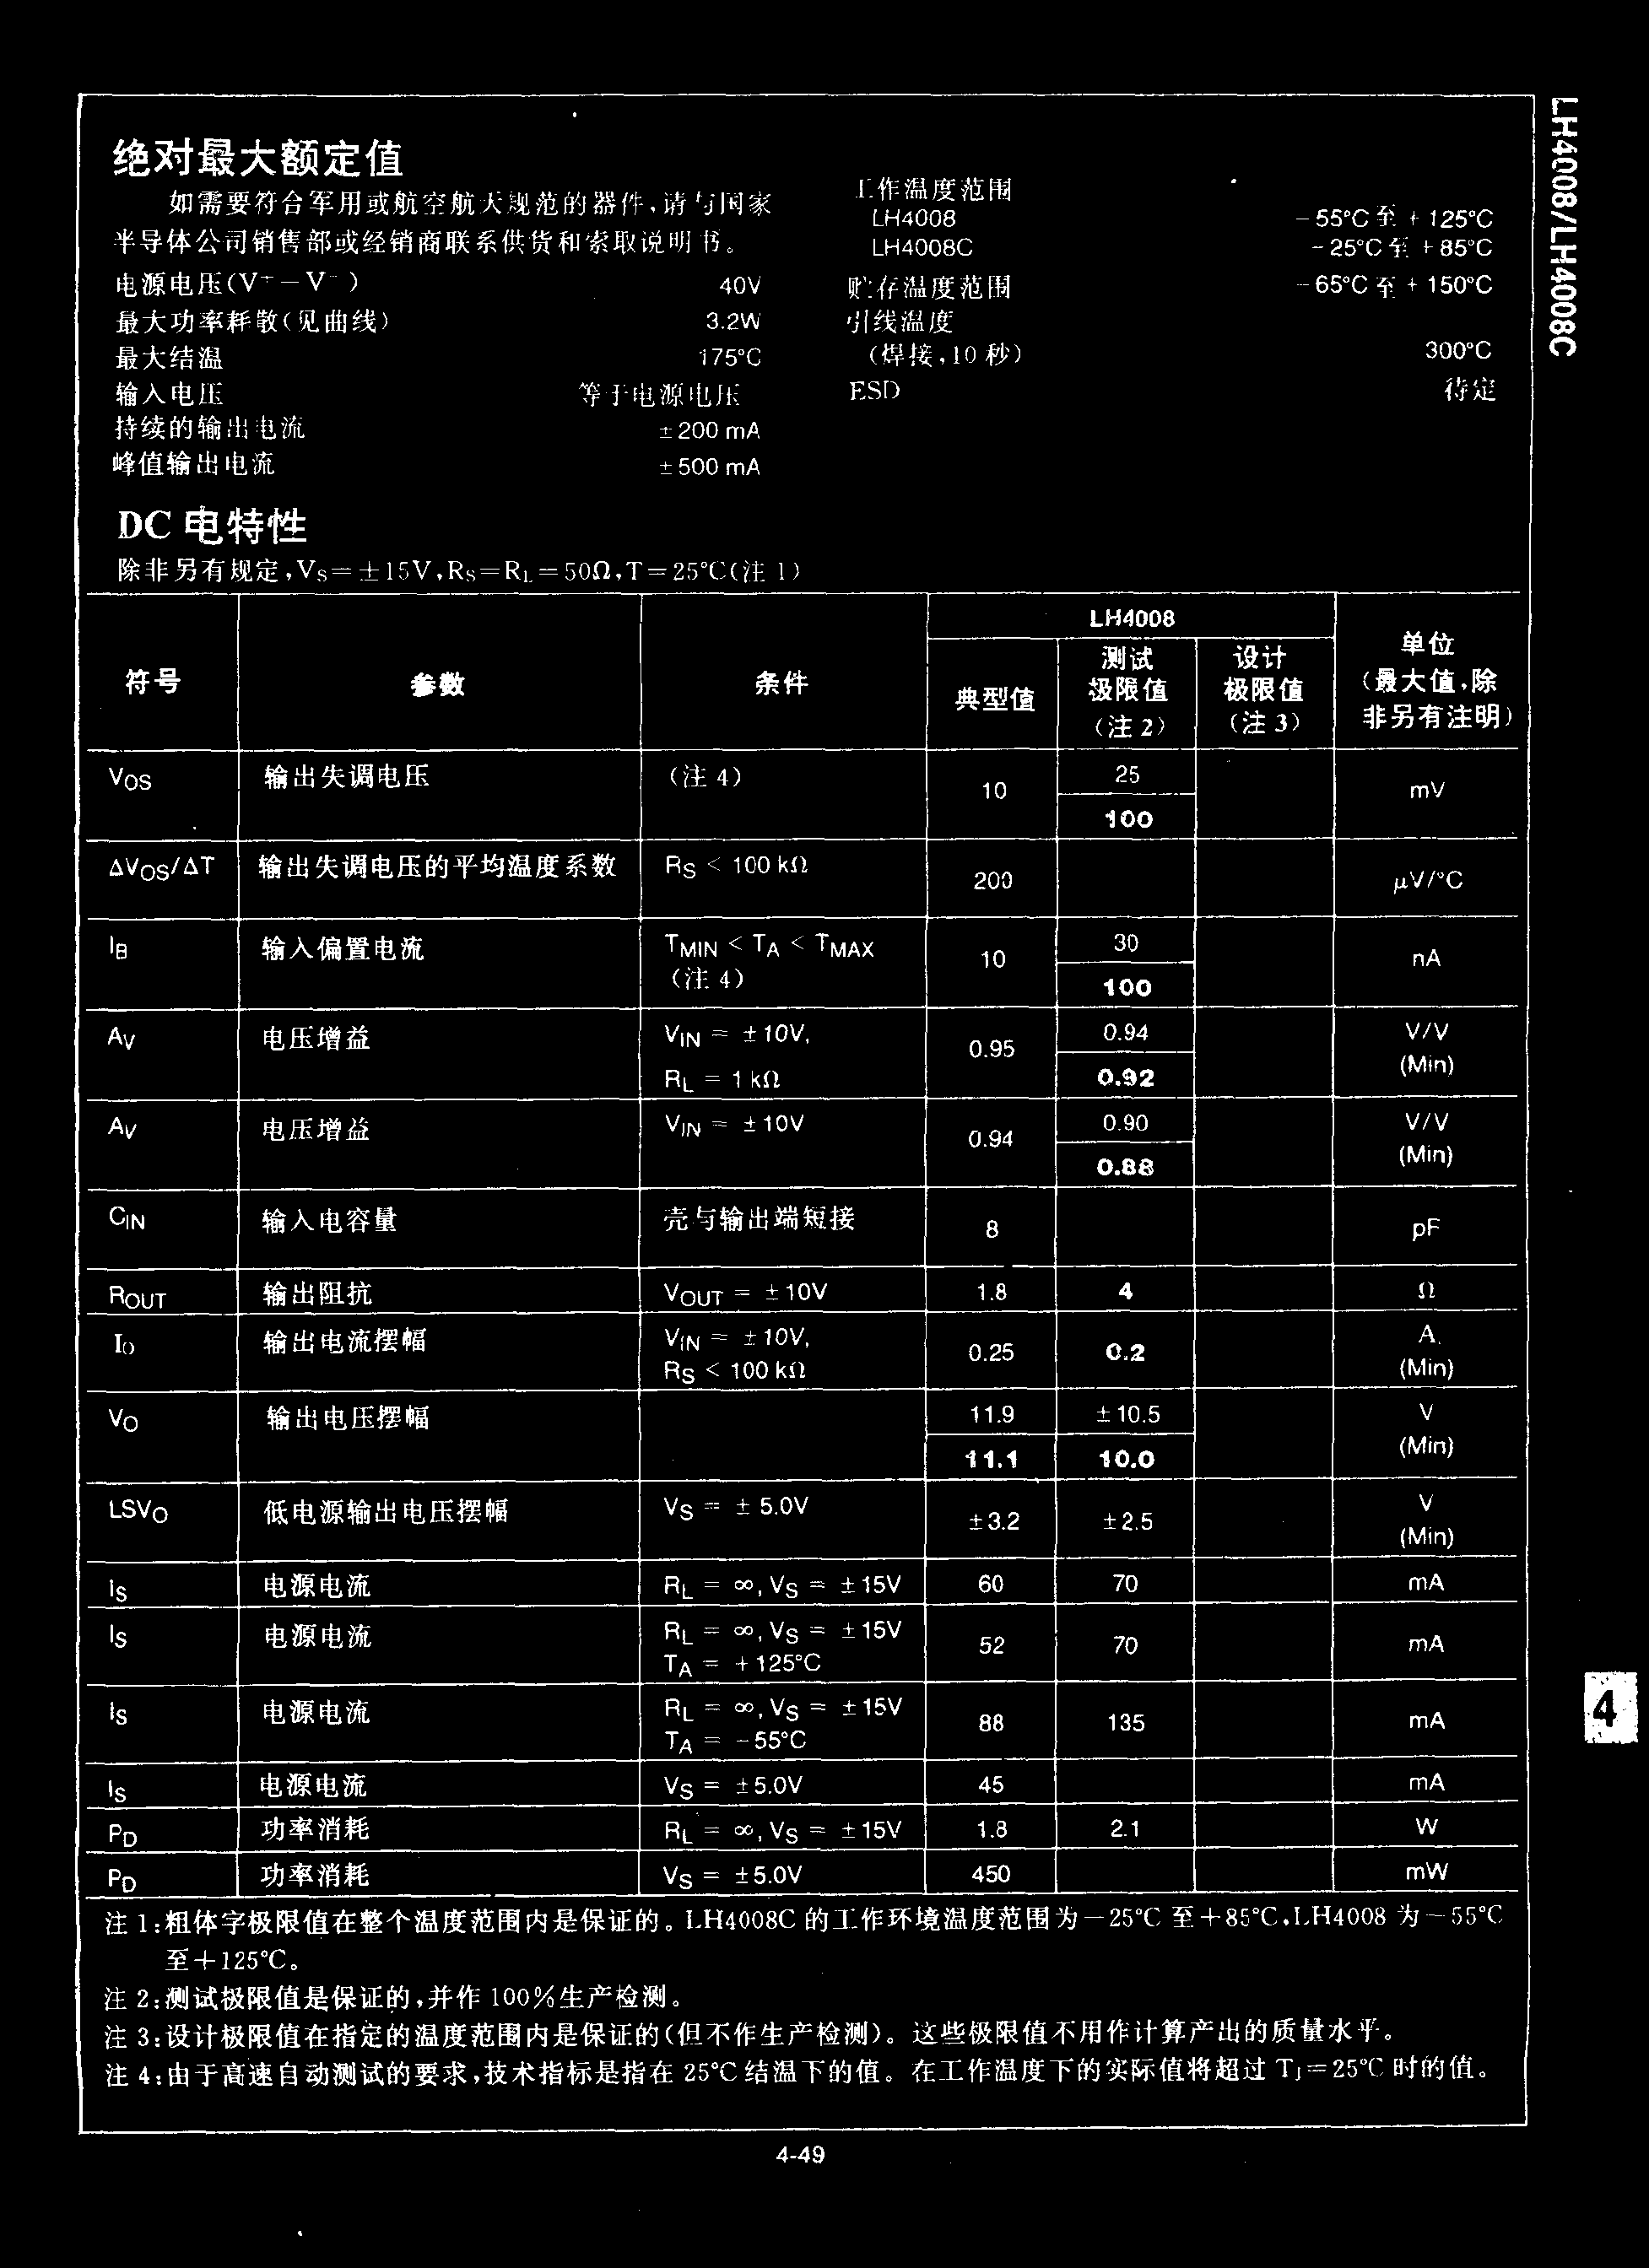 LH4008/LH4008C
绝对最大额定值
如需要符合军用或航空航天规范的器件,请与国家
半导体公司销售部或经销商联系供货和索取说明书。
电源电压(V⁺－V⁻) 40V
最大功率耗散(见曲线) 3.2W
最大结温 175°C
输入电压 等于电源电压
持续的输出电流 ±200 mA
峰值输出电流 ±500 mA
工作温度范围
LH4008 －55°C 至 +125°C
LH4008C －25°C 至 +85°C
贮存温度范围 －65°C 至 +150°C
引线温度
(焊接,10 秒) 300°C
ESD 待定
DC 电特性
除非另有规定,VS=±15V,RS=RL=50Ω,T=25°C(注 1)
符号 参数 条件 LH4008 单位
典型值 测试 设计 (最大值,除
极限值 极限值 非另有注明)
(注 2) (注 3)
VOS 输出失调电压 (注 4) 10 25 mV
100
ΔVOS/ΔT 输出失调电压的平均温度系数 RS < 100 kΩ 200 μV/°C
IB 输入偏置电流 TMIN < TA < TMAX 10 30 nA
(注 4) 100
AV 电压增益 VIN = ±10V, 0.95 0.94 V/V
RL = 1 kΩ 0.92 (Min)
AV 电压增益 VIN = ±10V 0.94 0.90 V/V
0.88 (Min)
CIN 输入电容量 壳与输出端短接 8 pF
ROUT 输出阻抗 VOUT = ±10V 1.8 4 Ω
IO 输出电流摆幅 VIN = ±10V, 0.25 0.2 A
RS < 100 kΩ (Min)
VO 输出电压摆幅 11.9 ±10.5 V
11.1 10.0 (Min)
LSVO 低电源输出电压摆幅 VS = ± 5.0V ±3.2 ±2.5 V
(Min)
IS 电源电流 RL = ∞, VS = ±15V 60 70 mA
IS 电源电流 RL = ∞, VS = ±15V 52 70 mA
TA = +125°C
IS 电源电流 RL = ∞, VS = ±15V 88 135 mA
TA = －55°C
IS 电源电流 VS = ±5.0V 45 mA
PD 功率消耗 RL = ∞, VS = ±15V 1.8 2.1 W
PD 功率消耗 VS = ±5.0V 450 mW
注 1:粗体字极限值在整个温度范围内是保证的。LH4008C 的工作环境温度范围为－25°C 至+85°C,LH4008 为－55°C
至+125°C。
注 2:测试极限值是保证的,并作 100%生产检测。
注 3:设计极限值在指定的温度范围内是保证的(但不作生产检测)。这些极限值不用作计算产出的质量水平。
注 4:由于高速自动测试的要求,技术指标是指在 25°C 结温下的值。在工作温度下的实际值将超过 TJ=25°C 时的值。
4
4-49